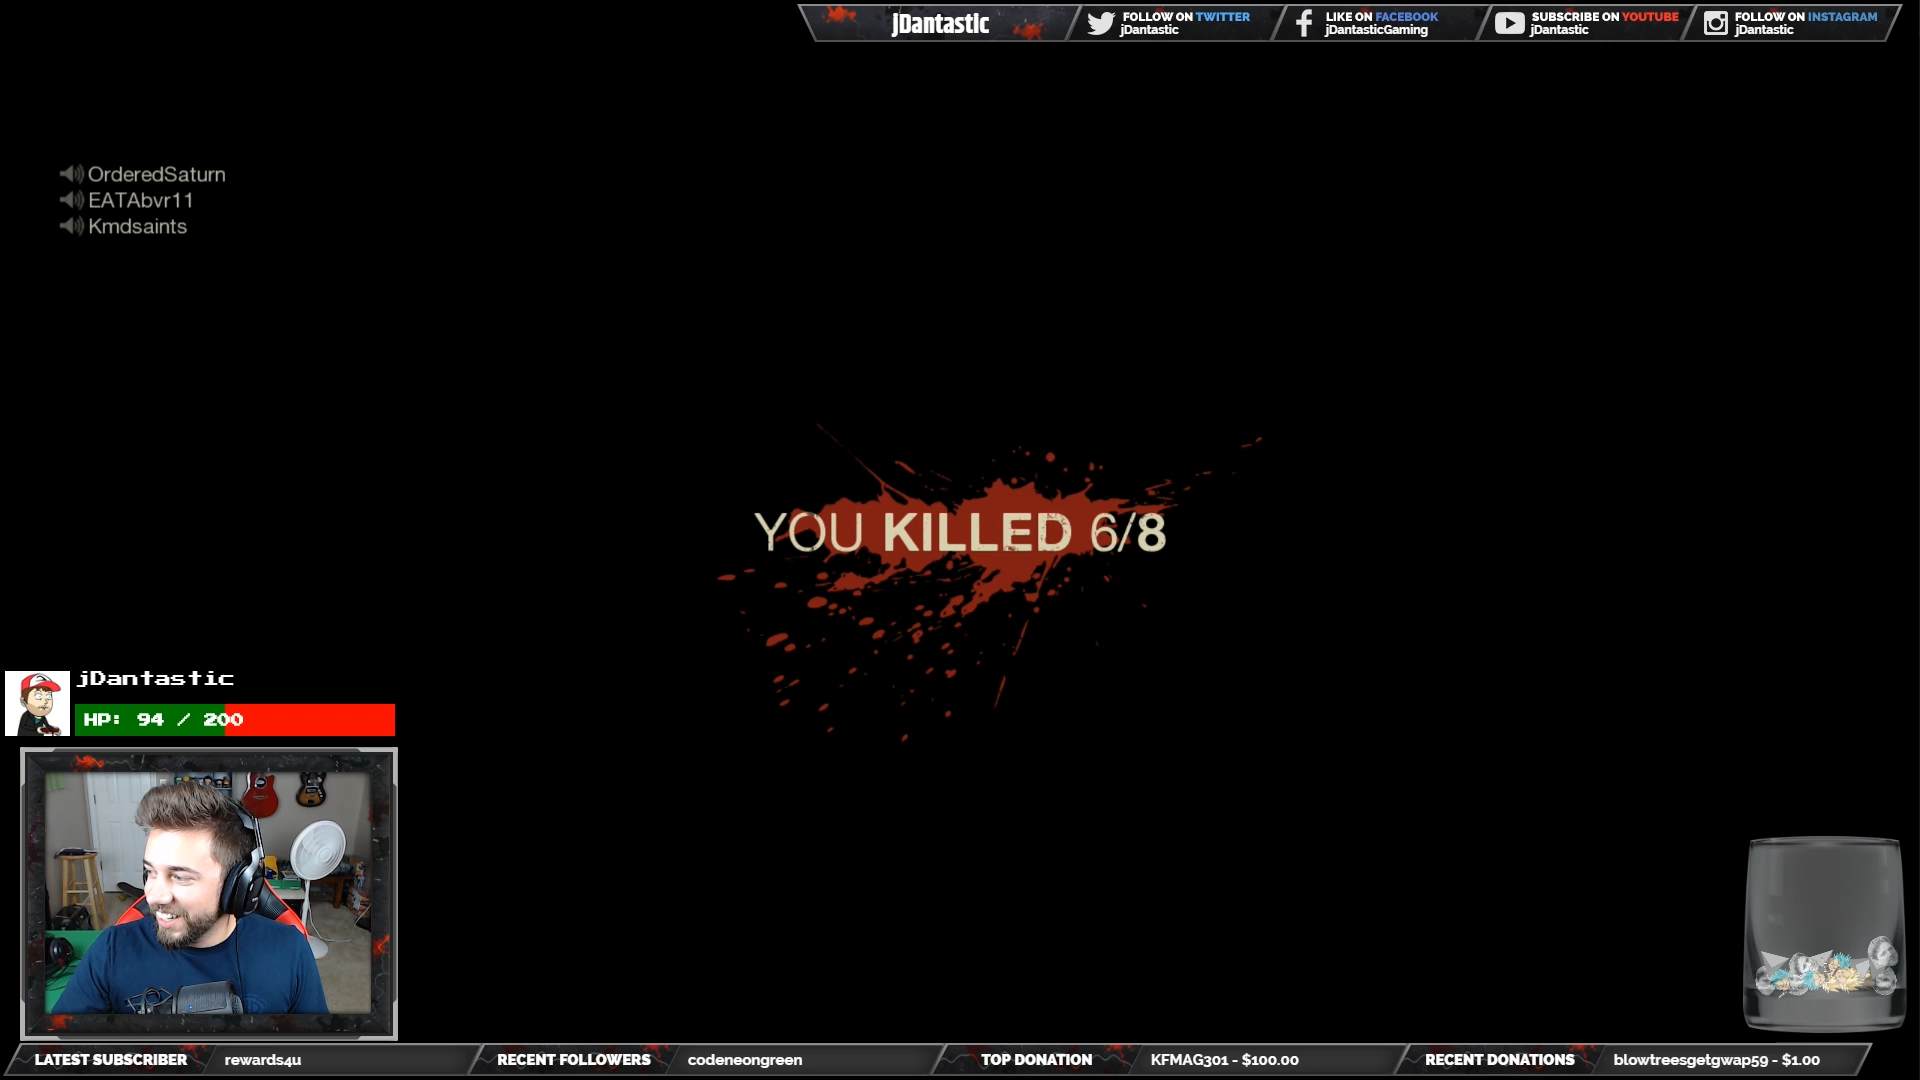 jDantastic
FOLLOW ON TWITTER
jDantastic
LIKE ON FACEBOOK
jDantasticGaming
SUBSCRIBE ON YOUTUBE
jDantastic
FOLLOW ON INSTAGRAM
jDantastic
OrderedSaturn
EATAbvr11
Kmdsaints
YOU KILLED 6/8
jDantastic
HP: 94 / 200
LATEST SUBSCRIBER rewards4u
RECENT FOLLOWERS codeneongreen
TOP DONATION KFMAG301 - $100.00
RECENT DONATIONS blowtreesgetgwap59 - $1.00